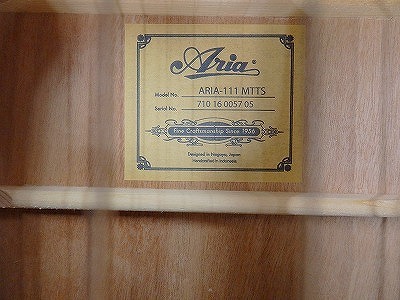 Aria®
Model No. ARIA-111 MTTS
Serial No. 710 16 0057 05
Fine Craftsmanship Since 1956
Designed in Nagoya, Japan
Handcrafted in Indonesia